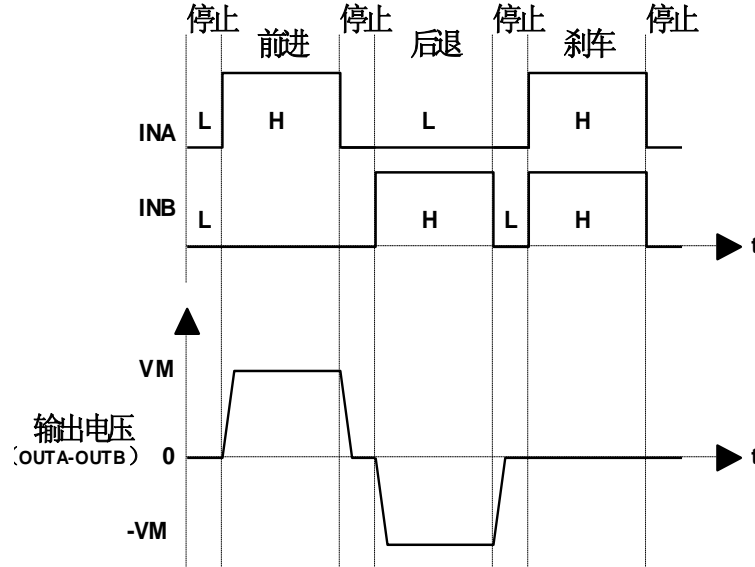 停止 停止 停止 停止
前进 后退 刹车
INA L H L H
INB L H L H
t
VM
输出电压
（OUTA-OUTB） 0 t
-VM